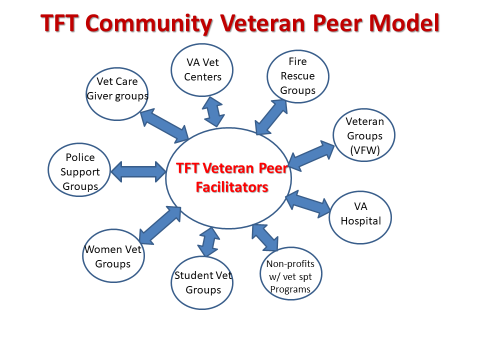 TFT Community Veteran Peer Model
VA Vet
Centers
Fire
Rescue
Groups
Vet Care
Giver groups
Veteran
Groups
(VFW)
Police
Support
Groups
TFT Veteran Peer
Facilitators
VA
Hospital
Women Vet
Groups
Student Vet
Groups
Non-profits
w/ vet spt
Programs